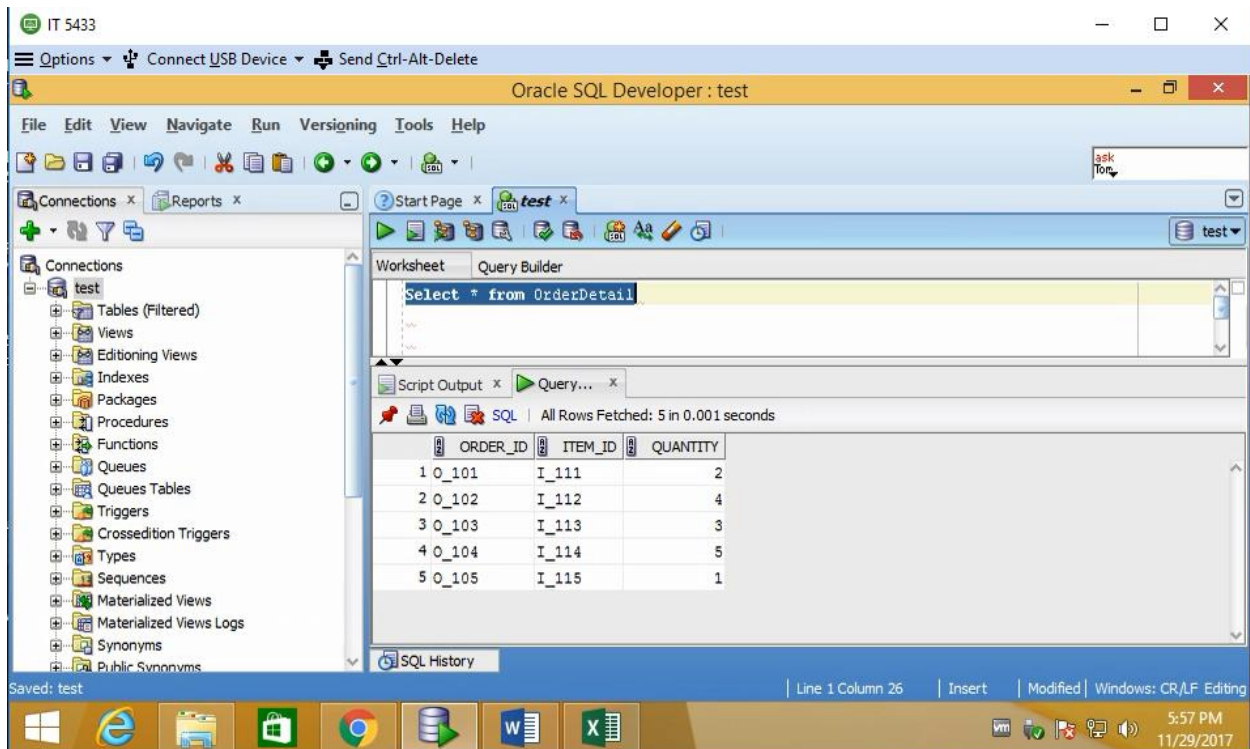 IT 5433
Options Connect USB Device Send Ctrl-Alt-Delete
Oracle SQL Developer : test
File Edit View Navigate Run Versioning Tools Help
ask
Tom
Connections x Reports x
Start Page x test x
test
Connections
test
Tables (Filtered)
Views
Editioning Views
Indexes
Packages
Procedures
Functions
Queues
Queues Tables
Triggers
Crossedition Triggers
Types
Sequences
Materialized Views
Materialized Views Logs
Synonyms
Public Synonyms
Worksheet Query Builder
Select * from OrderDetail
Script Output x Query... x
SQL | All Rows Fetched: 5 in 0.001 seconds
ORDER_ID ITEM_ID QUANTITY
1 O_101 I_111 2
2 O_102 I_112 4
3 O_103 I_113 3
4 O_104 I_114 5
5 O_105 I_115 1
SQL History
Saved: test
Line 1 Column 26 | Insert | Modified | Windows: CR/LF Editing
5:57 PM
11/29/2017